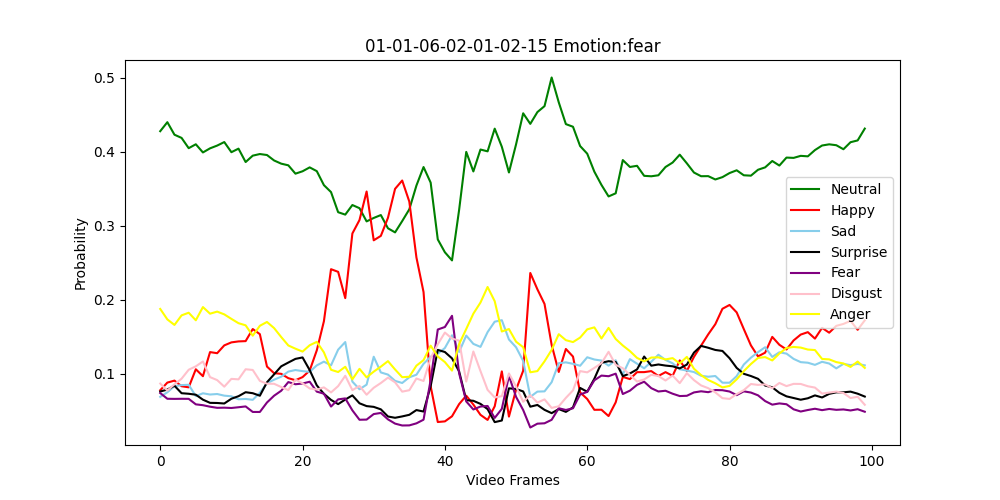 01-01-06-02-01-02-15 Emotion:fear
Probability
0.5
0.4
0.3
0.2
0.1
0 20 40 60 80 100
Video Frames
Neutral
Happy
Sad
Surprise
Fear
Disgust
Anger